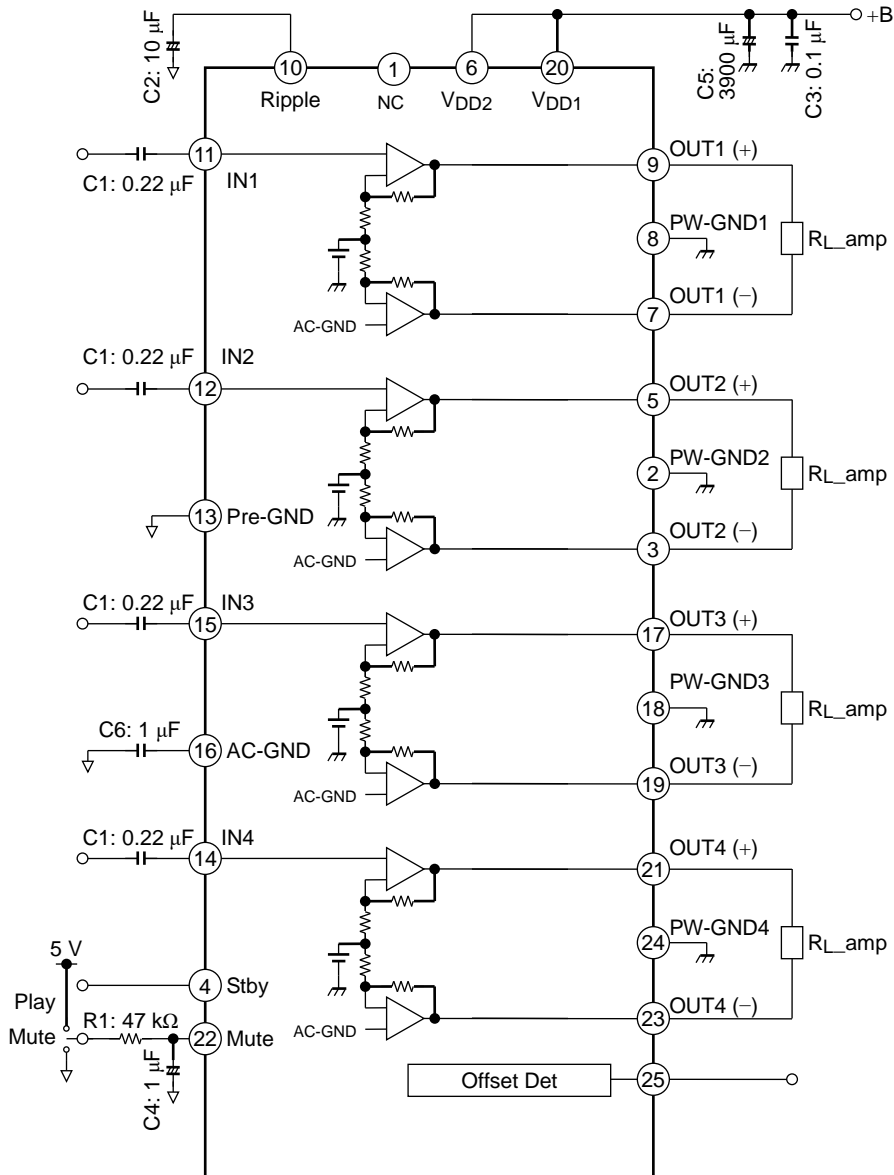 +B
C2: 10 µF
C5: 3900 µF
C3: 0.1 µF
10
1
6
20
Ripple
NC
VDD2
VDD1
11
C1: 0.22 µF
IN1
9
OUT1 (+)
8
PW-GND1
RL_amp
7
OUT1 (−)
AC-GND
C1: 0.22 µF
IN2
12
5
OUT2 (+)
2
PW-GND2
RL_amp
13
Pre-GND
3
OUT2 (−)
AC-GND
C1: 0.22 µF
IN3
15
17
OUT3 (+)
18
PW-GND3
RL_amp
C6: 1 µF
16
AC-GND
19
OUT3 (−)
AC-GND
C1: 0.22 µF
IN4
14
21
OUT4 (+)
24
PW-GND4
RL_amp
5 V
4
Stby
Play
Mute
R1: 47 kΩ
22
Mute
C4: 1 µF
23
OUT4 (−)
AC-GND
Offset Det
25